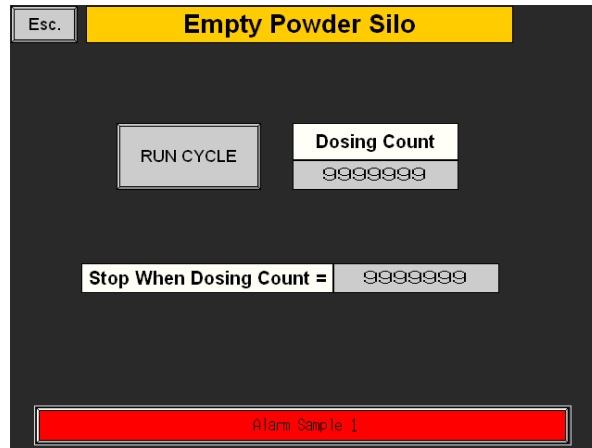 Esc.
Empty Powder Silo
RUN CYCLE
Dosing Count
9999999
Stop When Dosing Count =
9999999
Alarm Sample 1